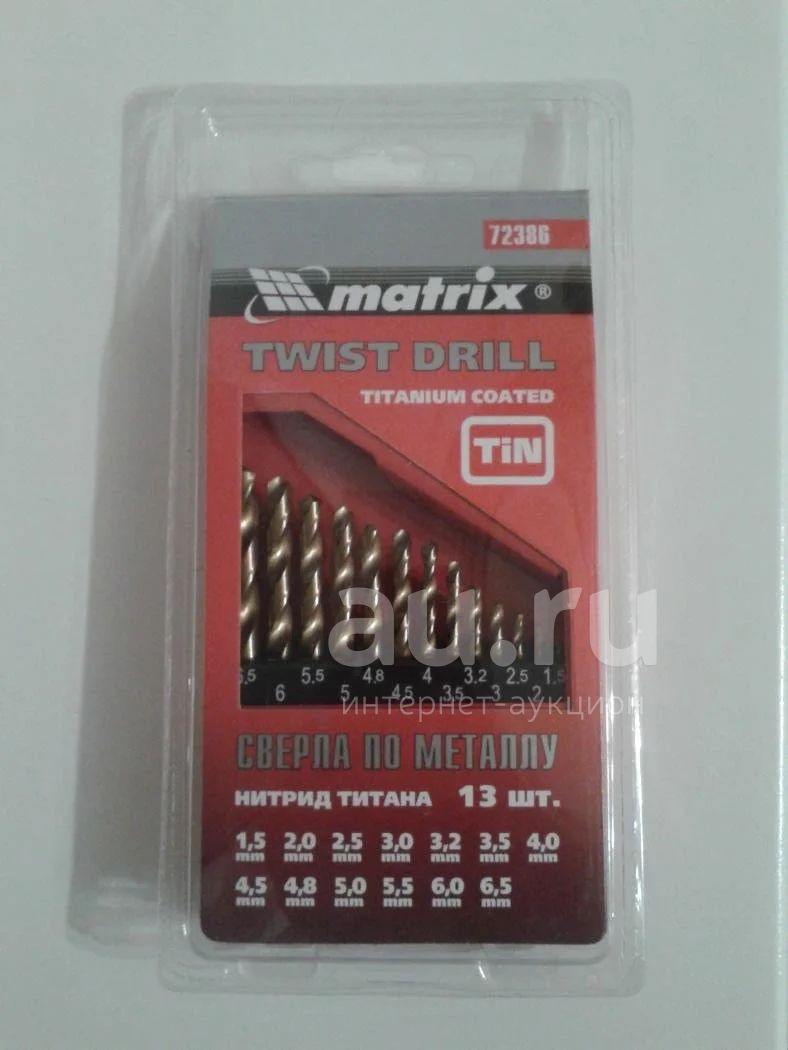 72386
matrix ®
TWIST DRILL
TITANIUM COATED
TiN
au.ru
6.5 5.5 4.8 4 3.2 2.5 1.5
6 5 4.5 3.5 3 2
интернет-аукцион
СВЕРЛА ПО МЕТАЛЛУ
НИТРИД ТИТАНА 13 шт.
1,5 2,0 2,5 3,0 3,2 3,5 4,0
mm mm mm mm mm mm mm
4,5 4,8 5,0 5,5 6,0 6,5
mm mm mm mm mm mm